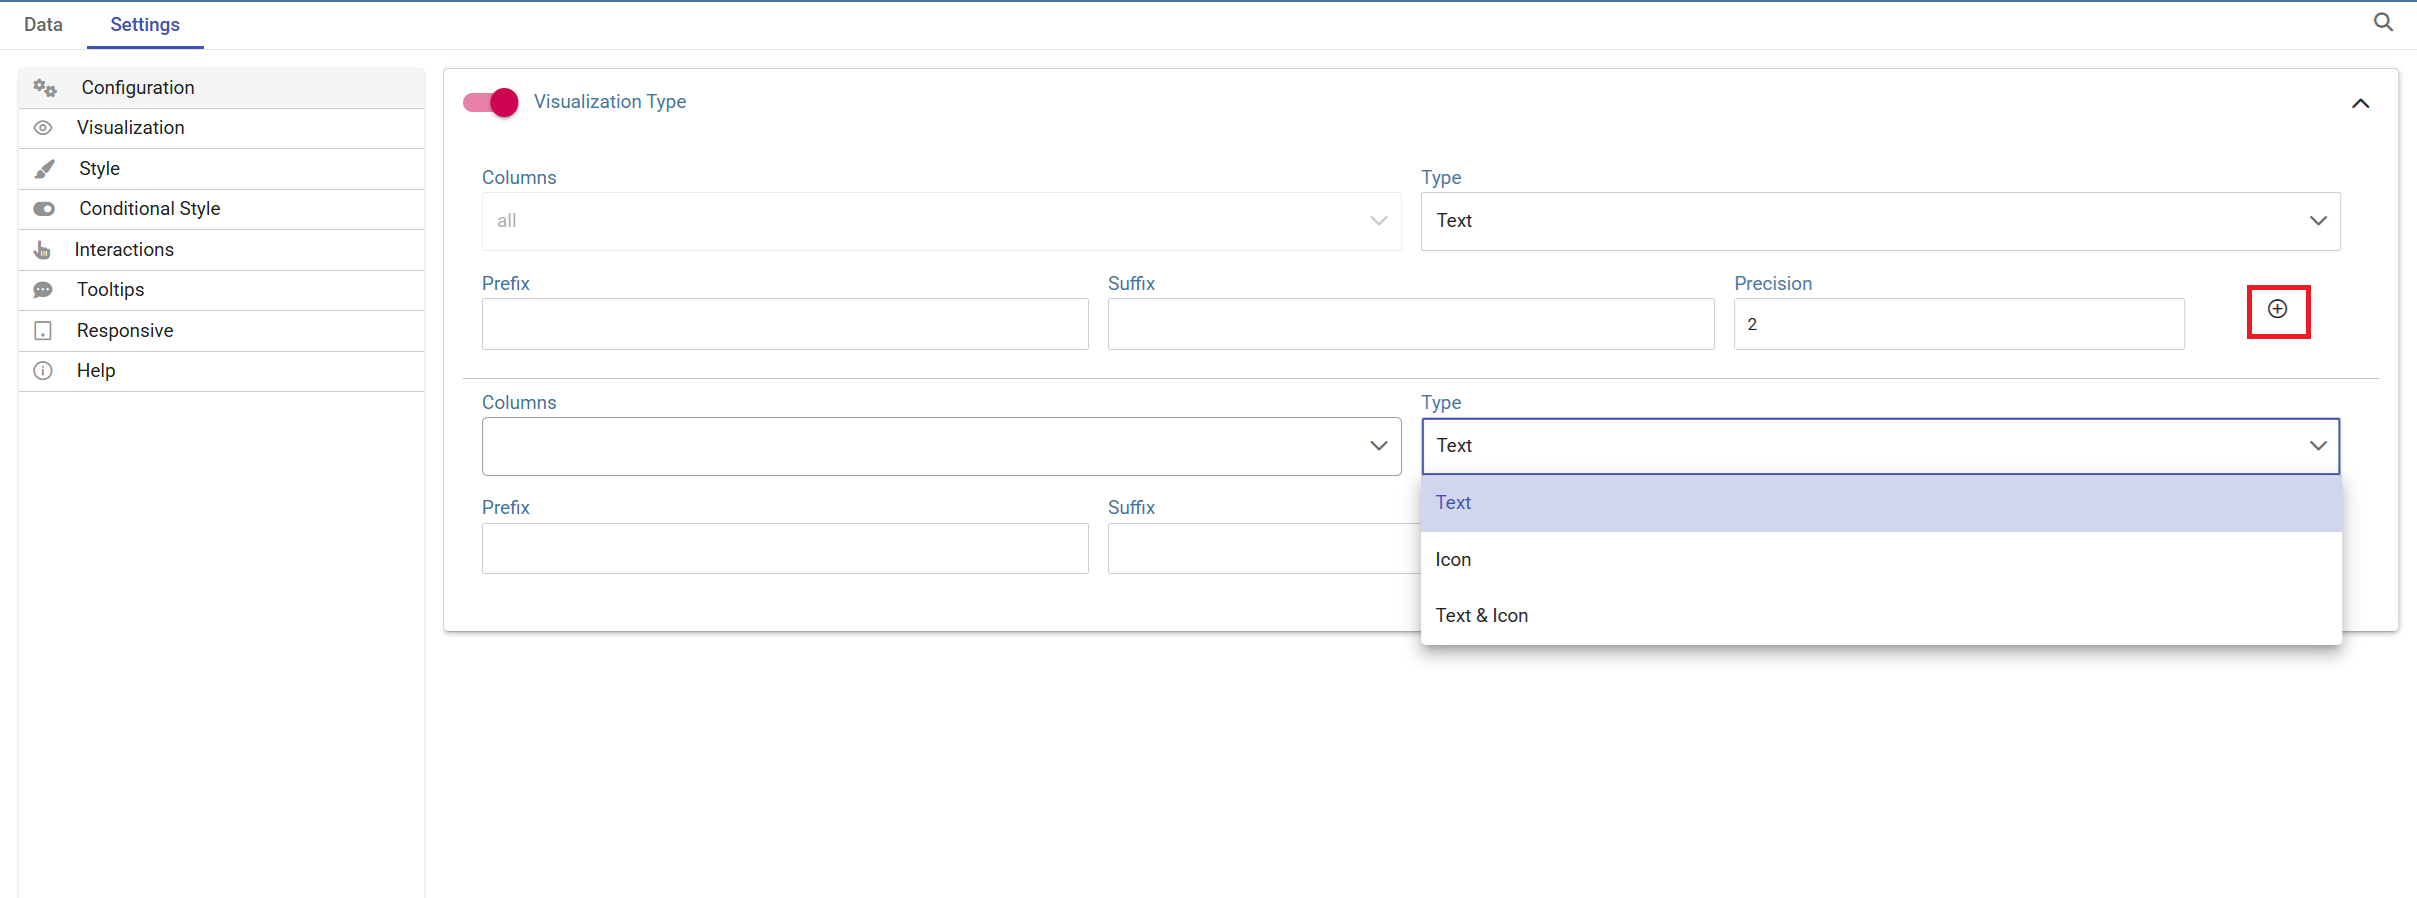 Data Settings
Configuration
Visualization
Style
Conditional Style
Interactions
Tooltips
Responsive
Help
Visualization Type
Columns Type
all Text
Prefix Suffix Precision
2
Columns Type
Text
Prefix Suffix
Text
Icon
Text & Icon